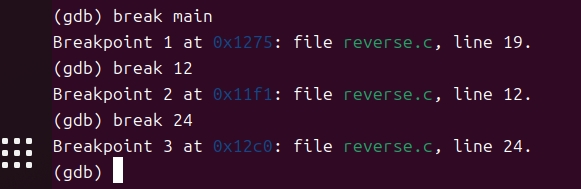 (gdb) break main
Breakpoint 1 at 0x1275: file reverse.c, line 19.
(gdb) break 12
Breakpoint 2 at 0x11f1: file reverse.c, line 12.
(gdb) break 24
Breakpoint 3 at 0x12c0: file reverse.c, line 24.
(gdb)